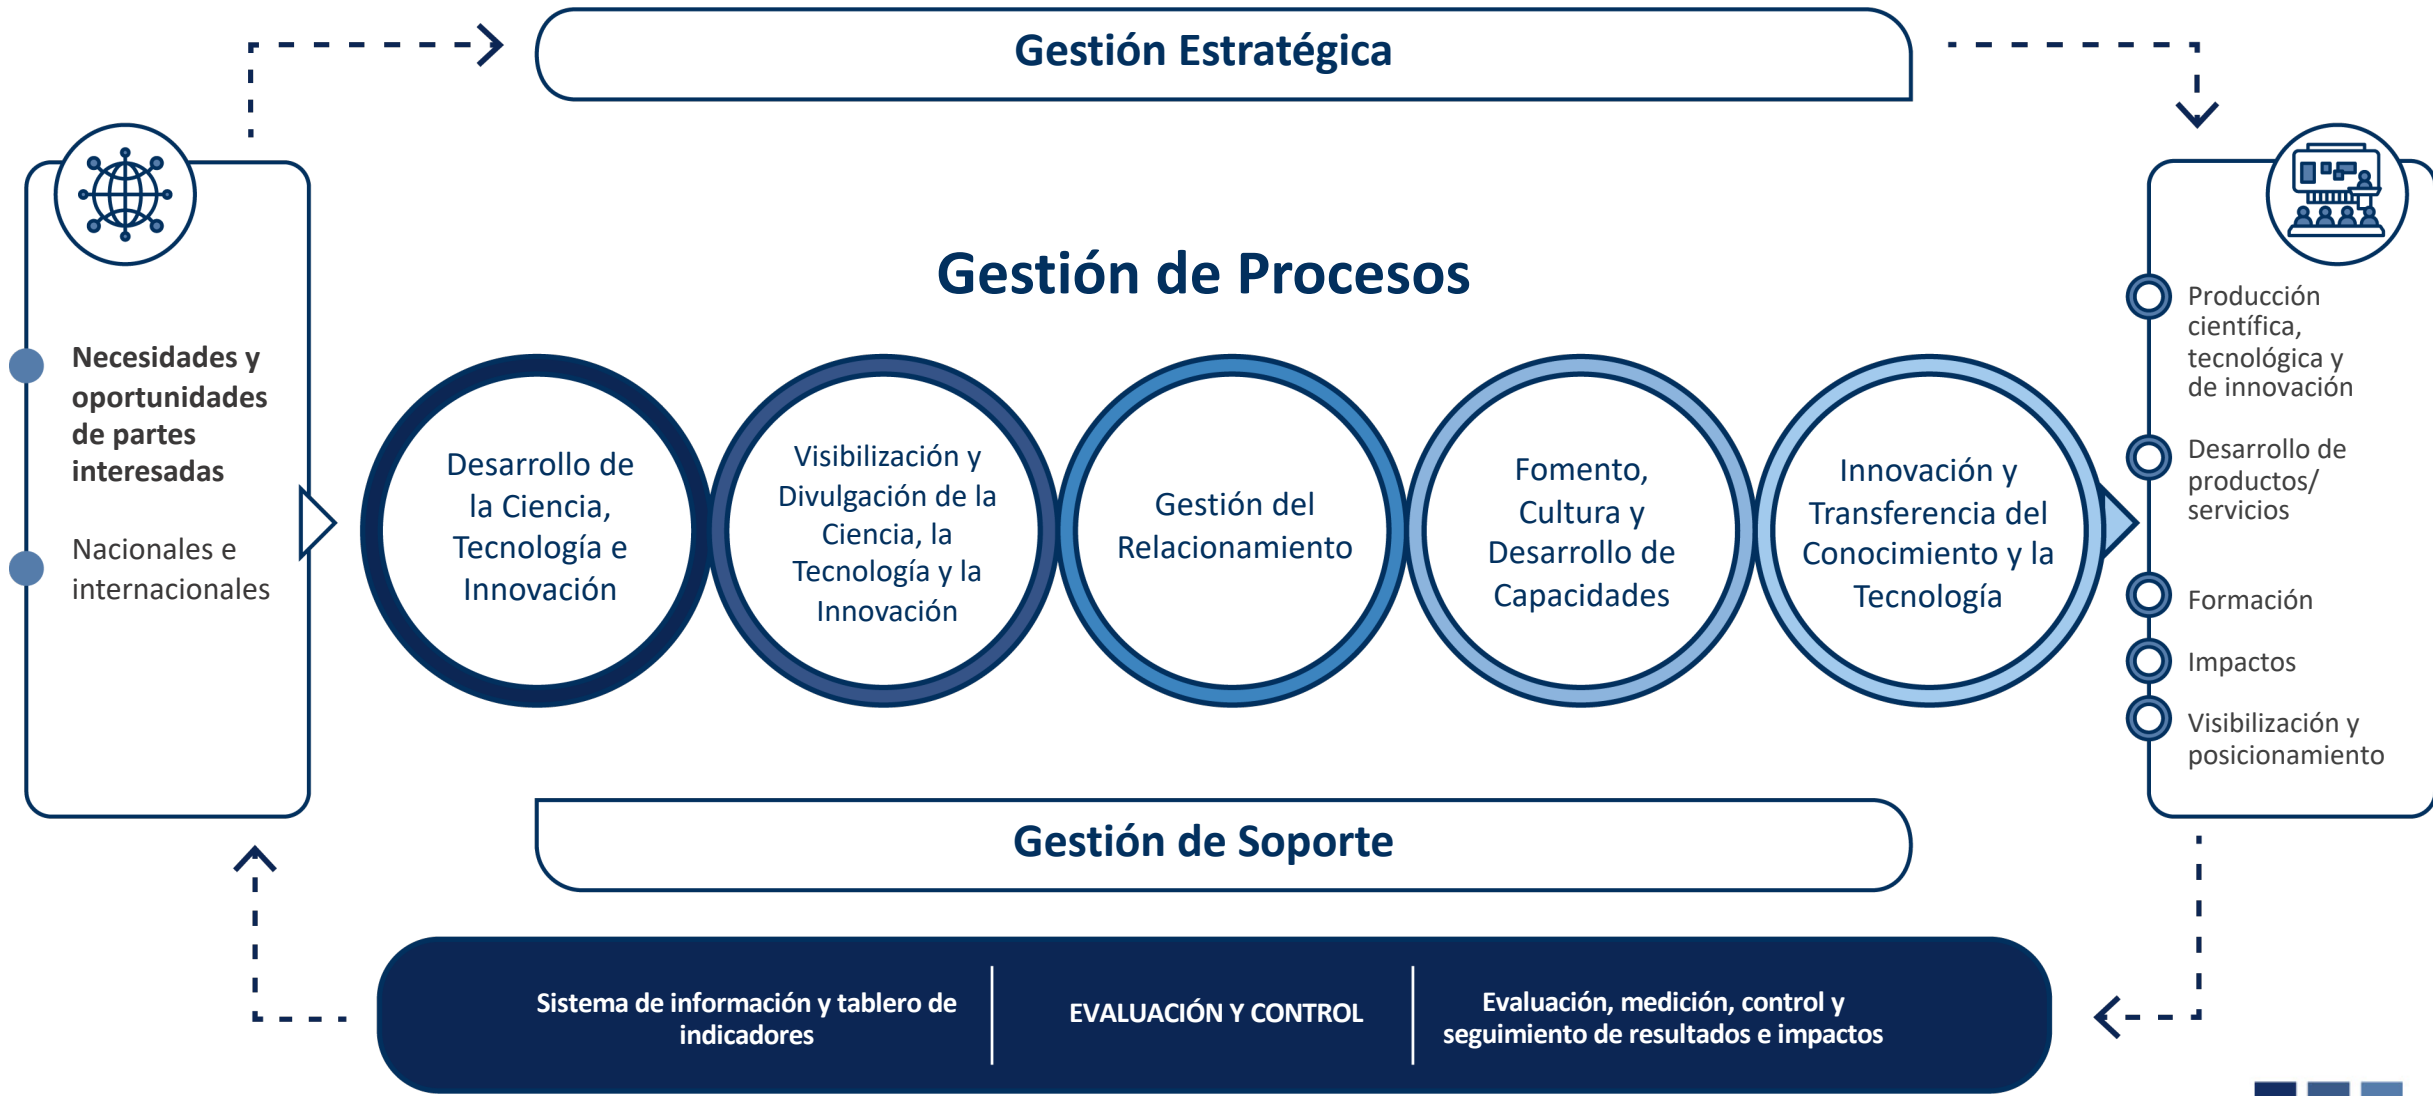 Gestión Estratégica
Necesidades y
oportunidades
de partes
interesadas
Nacionales e
internacionales
Gestión de Procesos
Desarrollo de
la Ciencia,
Tecnología e
Innovación
Visibilización y
Divulgación de la
Ciencia, la
Tecnología y la
Innovación
Gestión del
Relacionamiento
Fomento,
Cultura y
Desarrollo de
Capacidades
Innovación y
Transferencia del
Conocimiento y la
Tecnología
Producción
científica,
tecnológica y
de innovación
Desarrollo de
productos/
servicios
Formación
Impactos
Visibilización y
posicionamiento
Gestión de Soporte
Sistema de información y tablero de
indicadores
EVALUACIÓN Y CONTROL
Evaluación, medición, control y
seguimiento de resultados e impactos